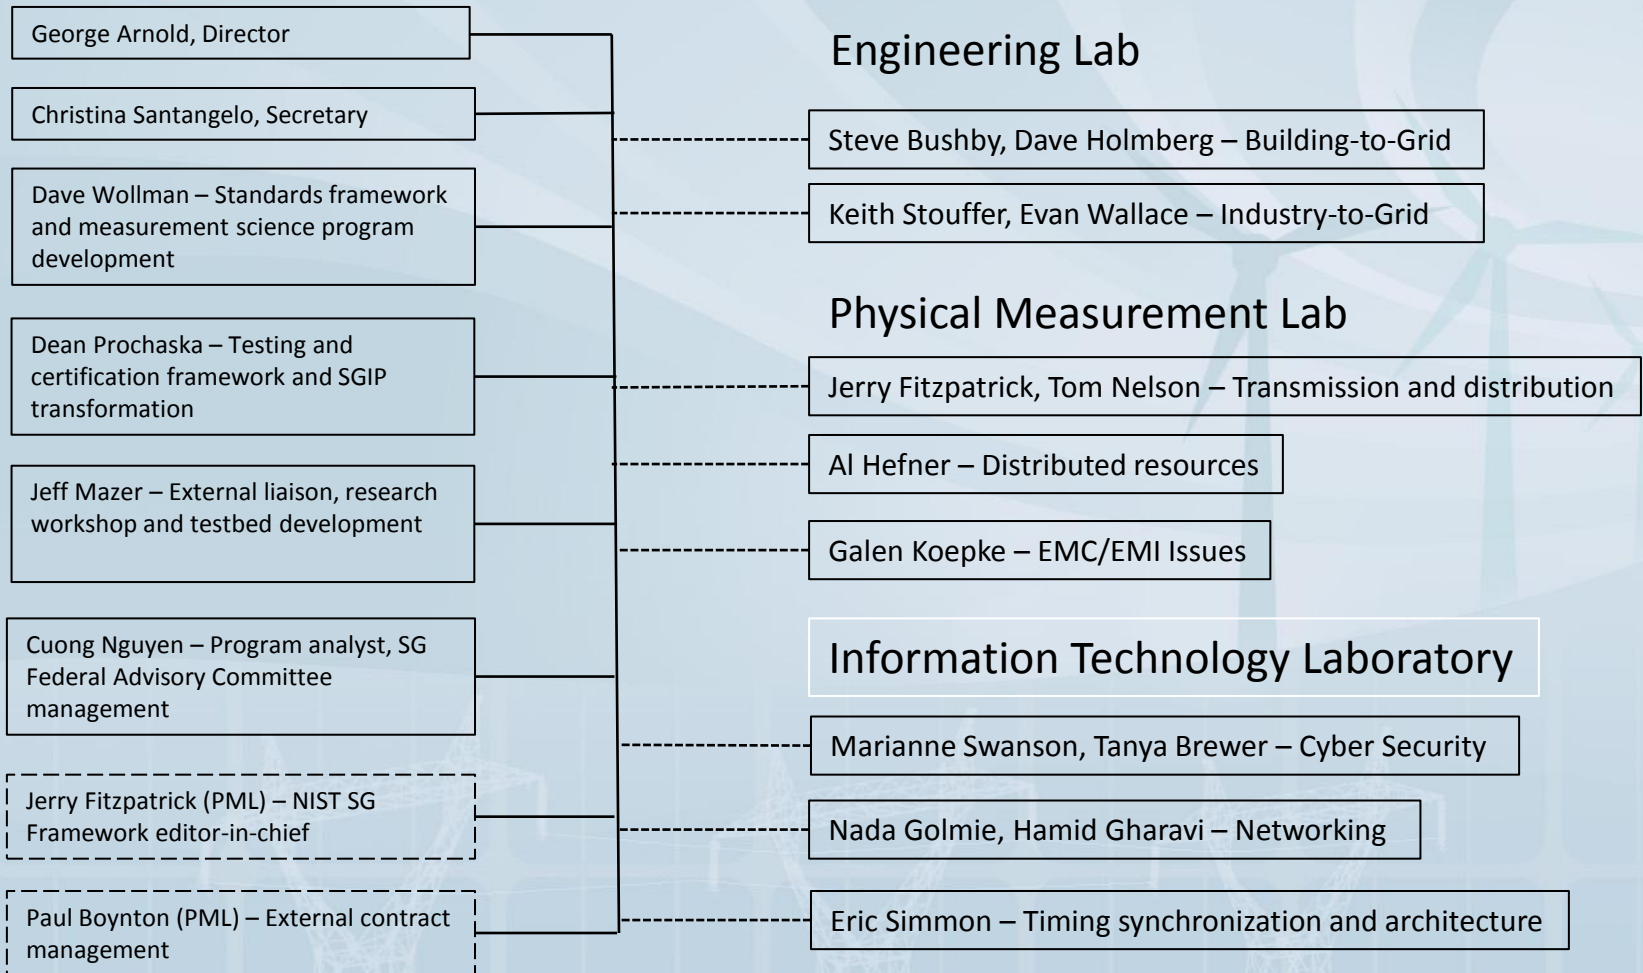 George Arnold, Director
Christina Santangelo, Secretary
Dave Wollman – Standards framework
and measurement science program
development
Dean Prochaska – Testing and
certification framework and SGIP
transformation
Jeff Mazer – External liaison, research
workshop and testbed development
Cuong Nguyen – Program analyst, SG
Federal Advisory Committee
management
Jerry Fitzpatrick (PML) – NIST SG
Framework editor-in-chief
Paul Boynton (PML) – External contract
management
Engineering Lab
Steve Bushby, Dave Holmberg – Building-to-Grid
Keith Stouffer, Evan Wallace – Industry-to-Grid
Physical Measurement Lab
Jerry Fitzpatrick, Tom Nelson – Transmission and distribution
Al Hefner – Distributed resources
Galen Koepke – EMC/EMI Issues
Information Technology Laboratory
Marianne Swanson, Tanya Brewer – Cyber Security
Nada Golmie, Hamid Gharavi – Networking
Eric Simmon – Timing synchronization and architecture